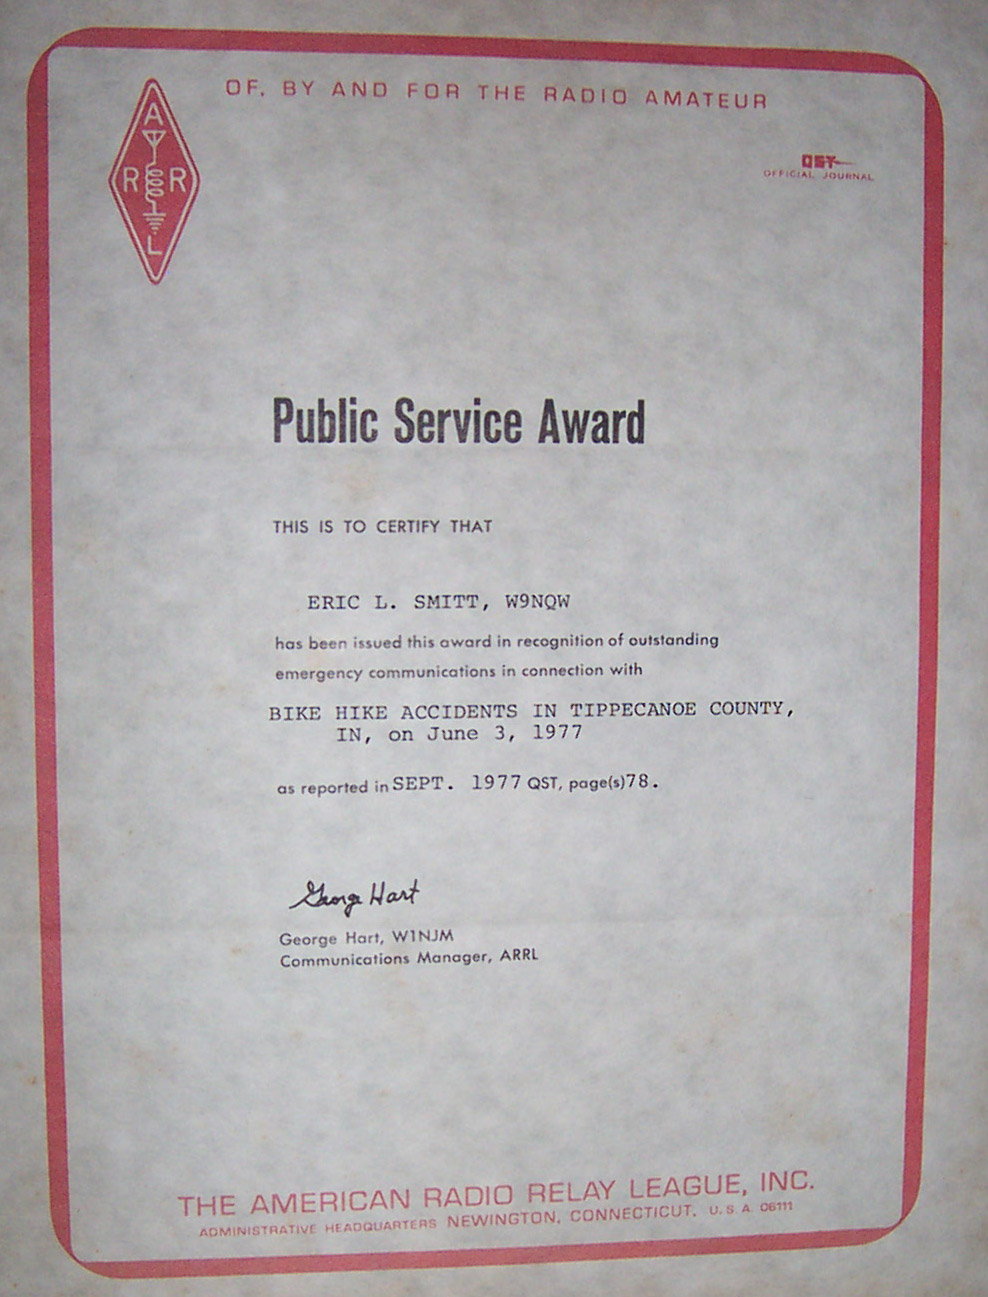 OF, BY AND FOR THE RADIO AMATEUR
A
R R
L
QST
OFFICIAL JOURNAL
Public Service Award
THIS IS TO CERTIFY THAT
ERIC L. SMITT, W9NQW
has been issued this award in recognition of outstanding
emergency communications in connection with
BIKE HIKE ACCIDENTS IN TIPPECANOE COUNTY,
IN, on June 3, 1977
as reported in SEPT. 1977 QST, page(s)78.
George Hart
George Hart, W1NJM
Communications Manager, ARRL
THE AMERICAN RADIO RELAY LEAGUE, INC.
ADMINISTRATIVE HEADQUARTERS NEWINGTON, CONNECTICUT, U. S. A. 06111